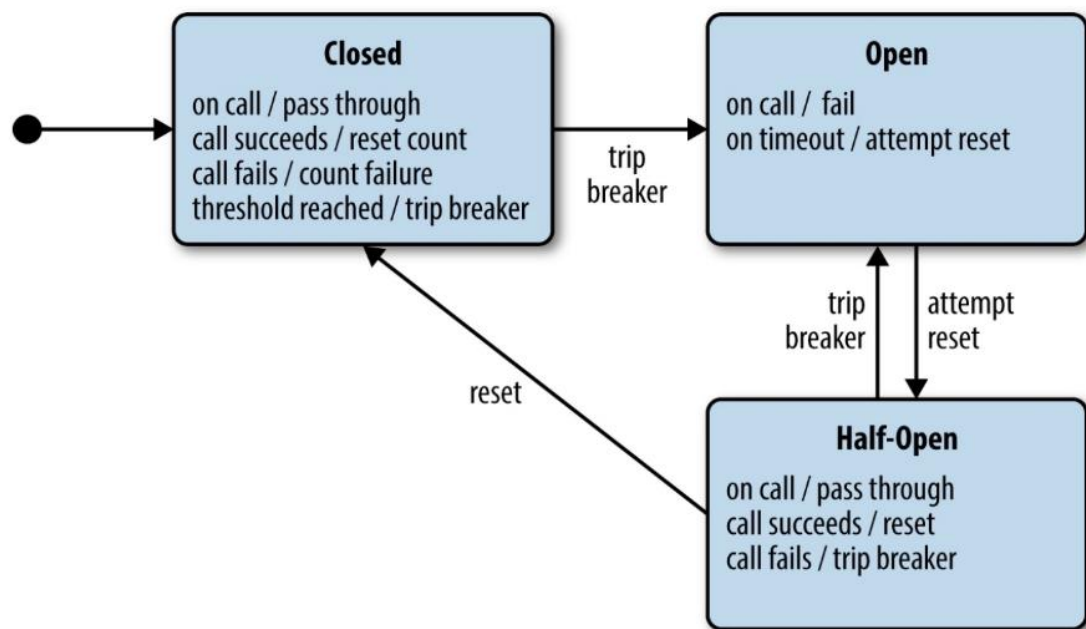 Closed
on call / pass through
call succeeds / reset count
call fails / count failure
threshold reached / trip breaker
trip
breaker
Open
on call / fail
on timeout / attempt reset
trip
breaker
attempt
reset
reset
Half-Open
on call / pass through
call succeeds / reset
call fails / trip breaker